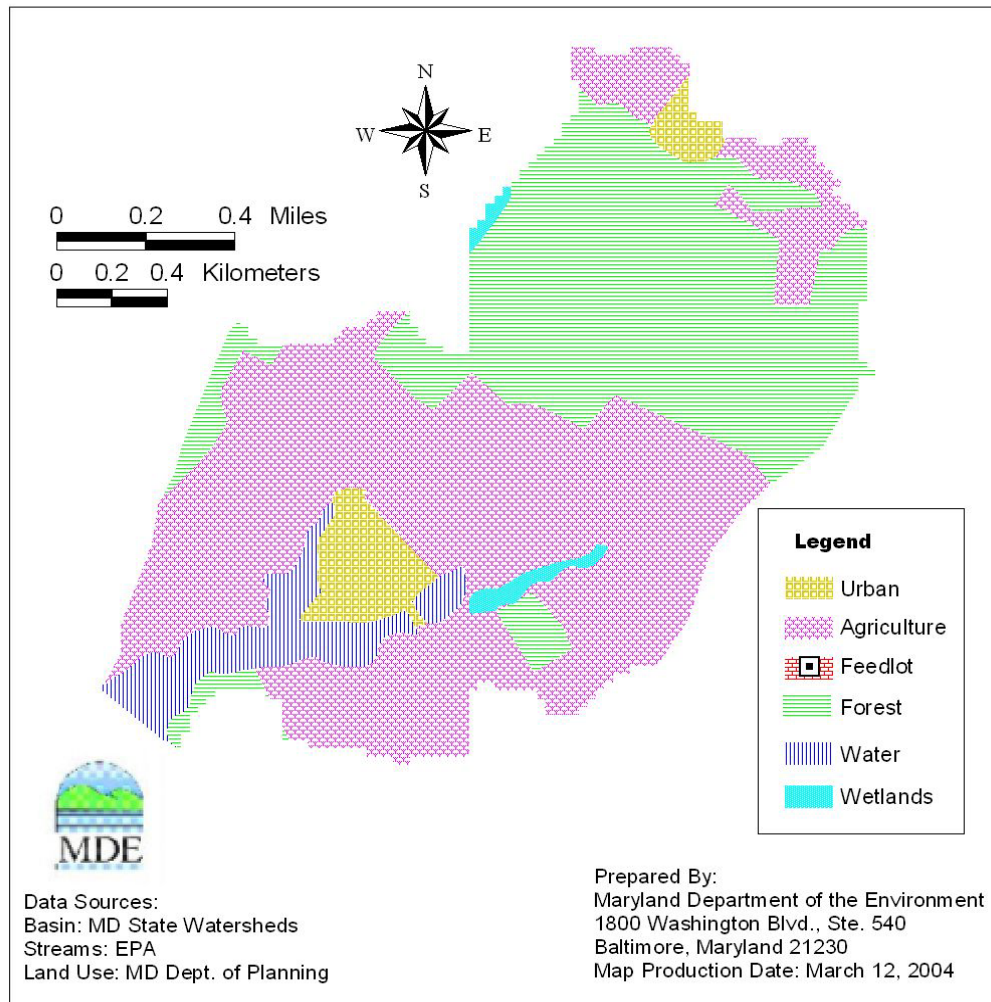 N
W E
S
0 0.2 0.4 Miles
0 0.2 0.4 Kilometers
Legend
Urban
Agriculture
Feedlot
Forest
Water
Wetlands
MDE
Data Sources:
Basin: MD State Watersheds
Streams: EPA
Land Use: MD Dept. of Planning
Prepared By:
Maryland Department of the Environment
1800 Washington Blvd., Ste. 540
Baltimore, Maryland 21230
Map Production Date: March 12, 2004